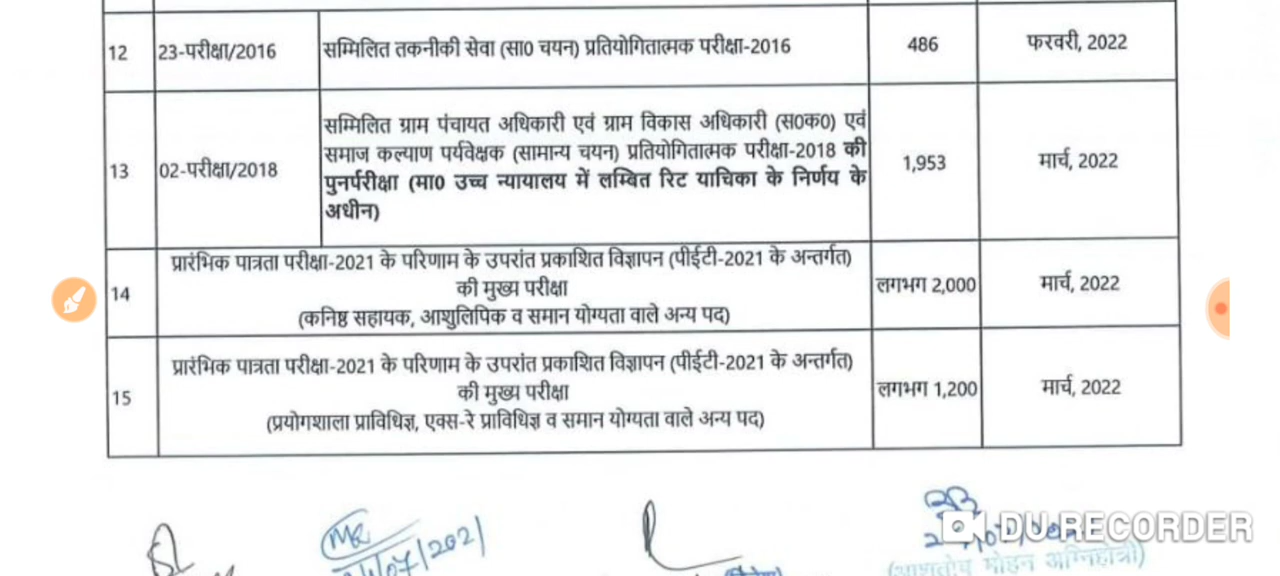 12 23-परीक्षा/2016 सम्मिलित तकनीकी सेवा (सा0 चयन) प्रतियोगितात्मक परीक्षा-2016 486 फरवरी, 2022
सम्मिलित ग्राम पंचायत अधिकारी एवं ग्राम विकास अधिकारी (स0क0) एवं
13 02-परीक्षा/2018 समाज कल्याण पर्यवेक्षक (सामान्य चयन) प्रतियोगितात्मक परीक्षा-2018 की 1,953 मार्च, 2022
पुनर्परीक्षा (मा0 उच्च न्यायालय में लम्बित रिट याचिका के निर्णय के
अधीन)
प्रारंभिक पात्रता परीक्षा-2021 के परिणाम के उपरांत प्रकाशित विज्ञापन (पीईटी-2021 के अन्तर्गत)
14 की मुख्य परीक्षा लगभग 2,000 मार्च, 2022
(कनिष्ठ सहायक, आशुलिपिक व समान योग्यता वाले अन्य पद)
प्रारंभिक पात्रता परीक्षा-2021 के परिणाम के उपरांत प्रकाशित विज्ञापन (पीईटी-2021 के अन्तर्गत)
15 की मुख्य परीक्षा लगभग 1,200 मार्च, 2022
(प्रयोगशाला प्राविधिज्ञ, एक्स-रे प्राविधिज्ञ व समान योग्यता वाले अन्य पद)
DU RECORDER
/07/2021
(आशुतोष मोहन अग्निहोत्री)